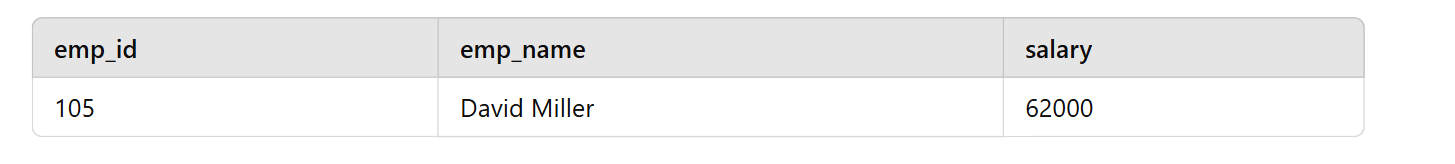 emp_id emp_name salary
105 David Miller 62000